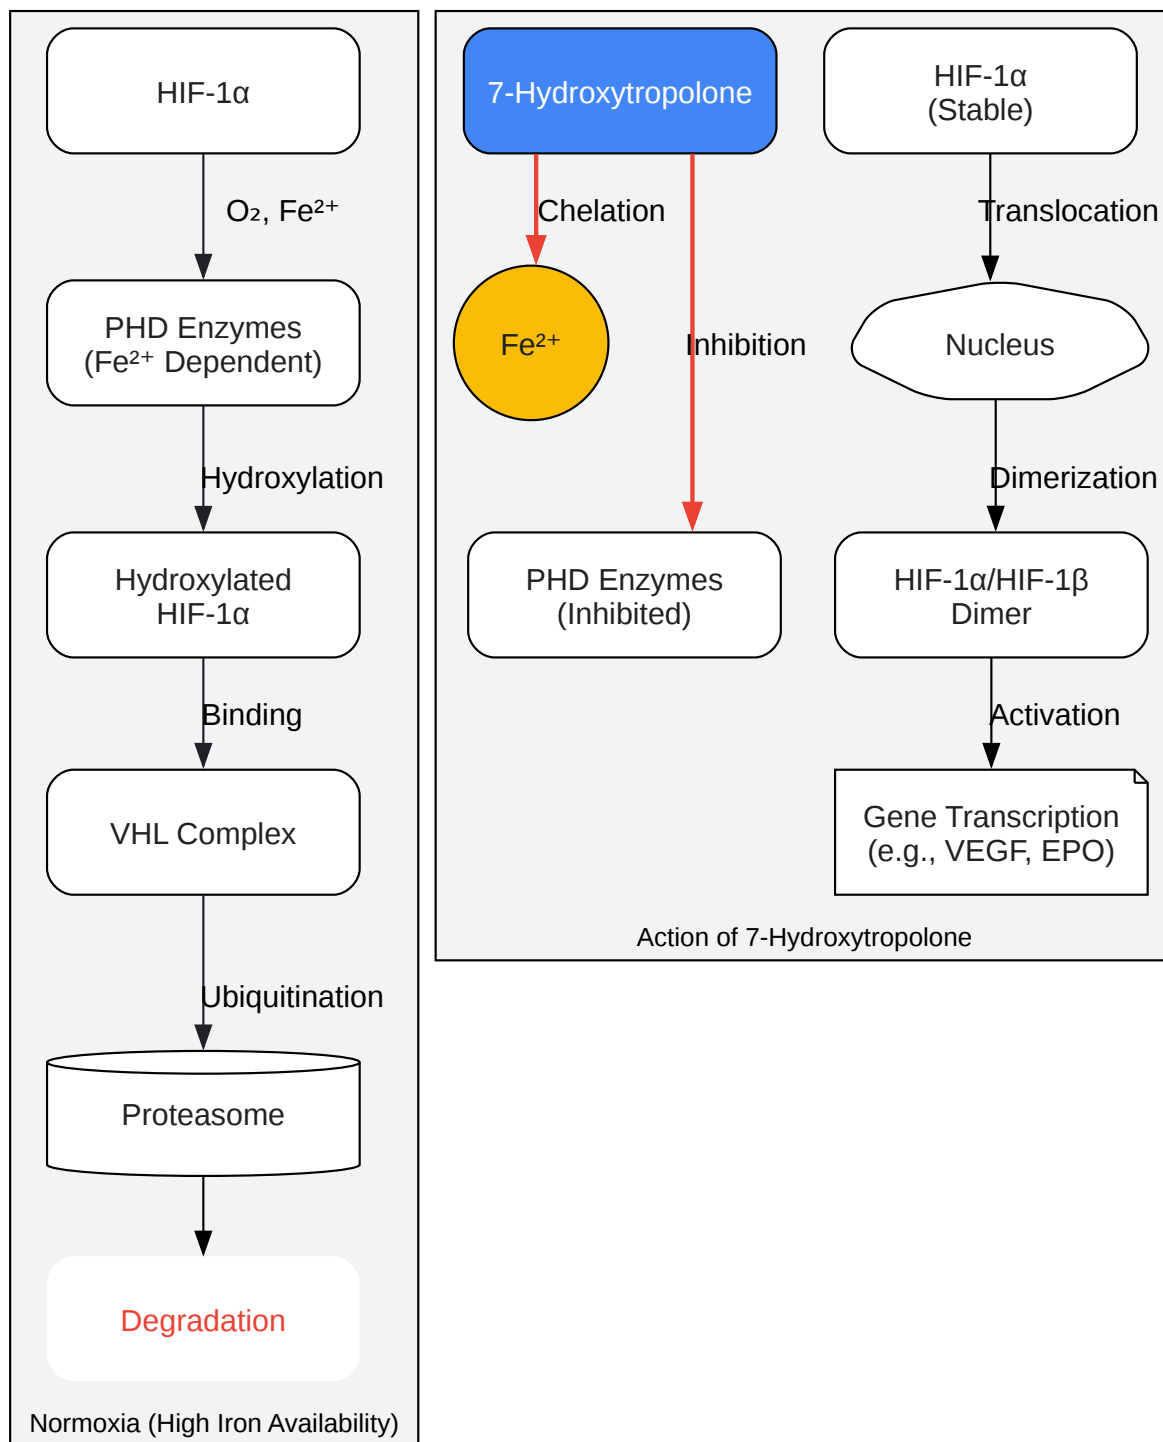 HIF-1α
O₂, Fe²⁺
PHD Enzymes
(Fe²⁺ Dependent)
Hydroxylation
Hydroxylated
HIF-1α
Binding
VHL Complex
Ubiquitination
Proteasome
Degradation
Normoxia (High Iron Availability)
7-Hydroxytropolone
Chelation
Fe²⁺
Inhibition
PHD Enzymes
(Inhibited)
HIF-1α
(Stable)
Translocation
Nucleus
Dimerization
HIF-1α/HIF-1β
Dimer
Activation
Gene Transcription
(e.g., VEGF, EPO)
Action of 7-Hydroxytropolone